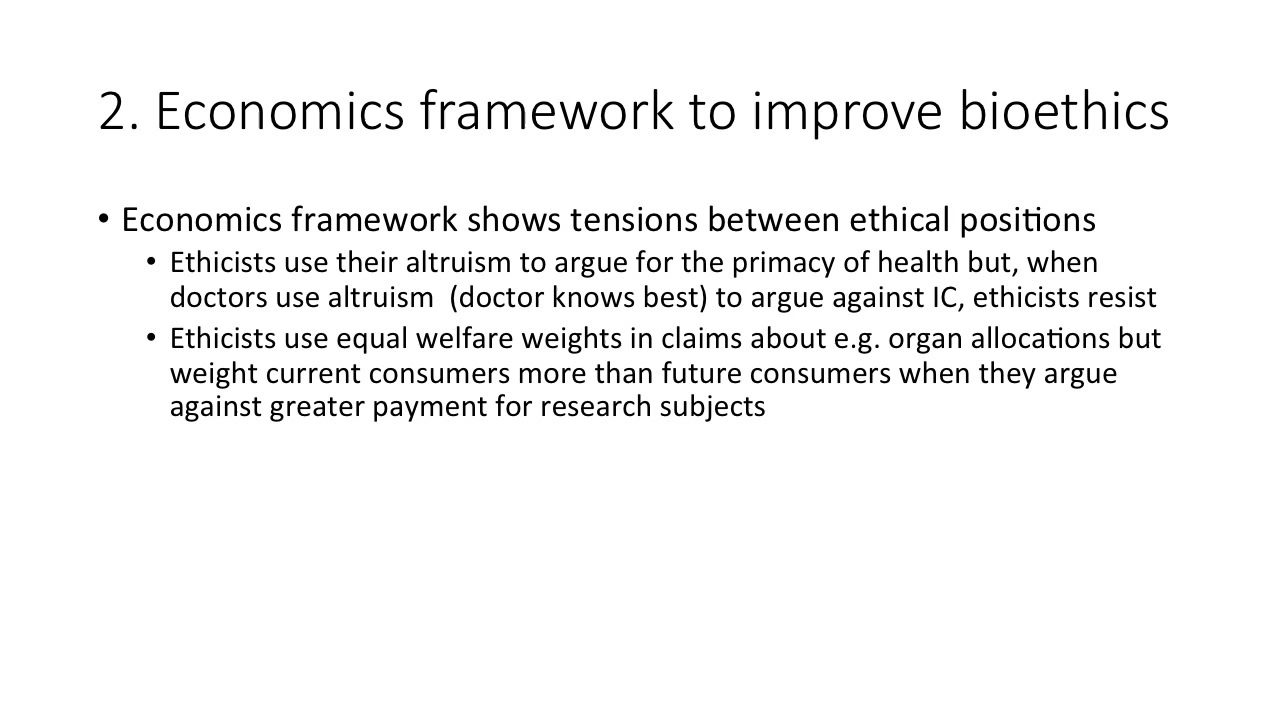 2. Economics framework to improve bioethics
• Economics framework shows tensions between ethical positions
• Ethicists use their altruism to argue for the primacy of health but, when
doctors use altruism  (doctor knows best) to argue against IC, ethicists resist
• Ethicists use equal welfare weights in claims about e.g. organ allocations but
weight current consumers more than future consumers when they argue
against greater payment for research subjects